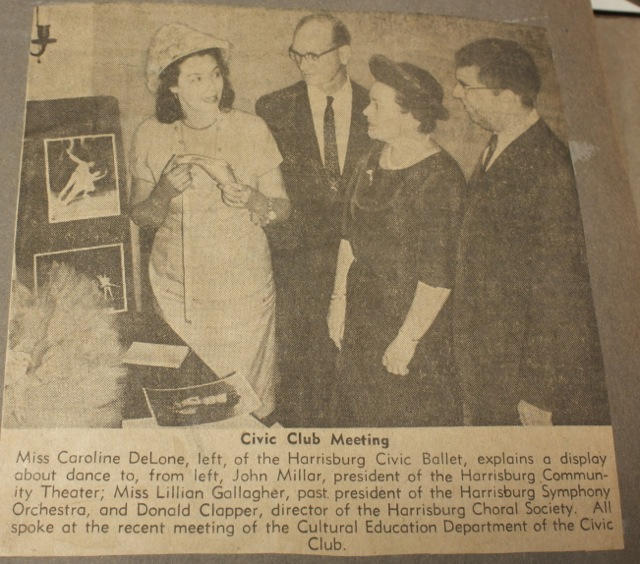 Civic Club Meeting
Miss Caroline DeLone, left, of the Harrisburg Civic Ballet, explains a display
about dance to, from left, John Millar, president of the Harrisburg Commun-
ity Theater; Miss Lillian Gallagher, past president of the Harrisburg Symphony
Orchestra, and Donald Clapper, director of the Harrisburg Choral Society. All
spoke at the recent meeting of the Cultural Education Department of the Civic
Club.